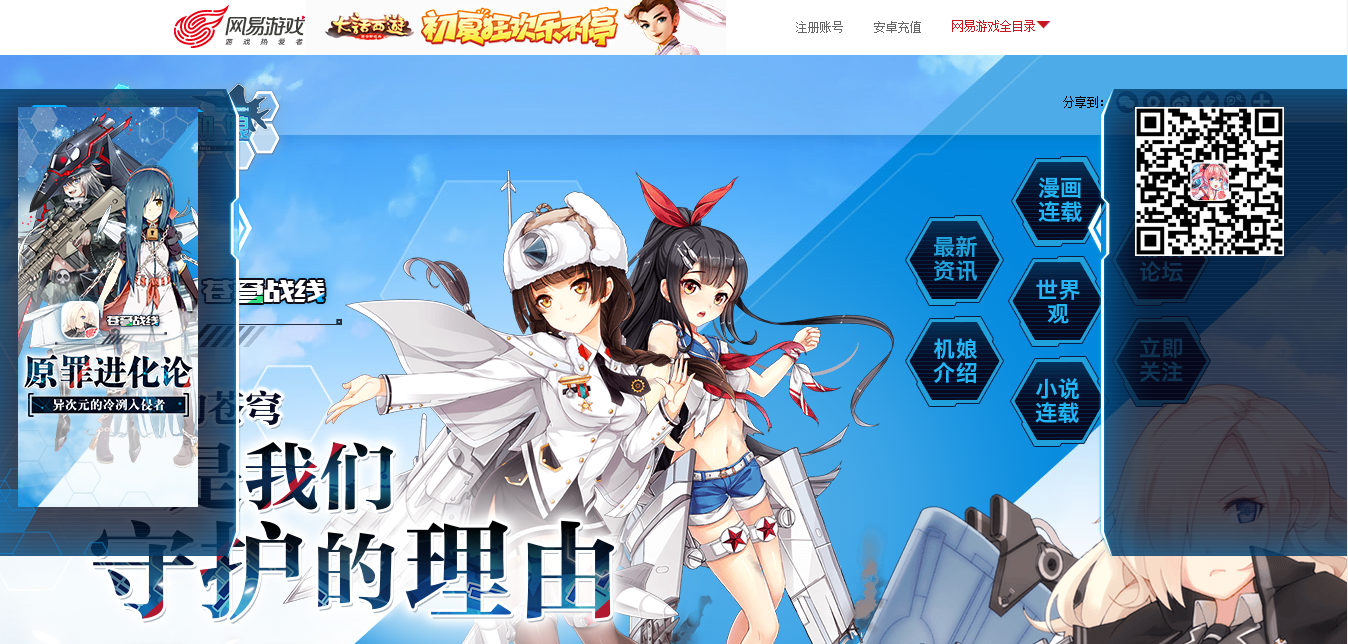 网易游戏
游戏热爱者
大话西游
初夏狂欢乐不停
注册账号
安卓充值
网易游戏全目录
分享到：
漫画
连载
最新
资讯
论坛
世界
观
机娘
介绍
立即
关注
小说
连载
苍穹战线
苍穹战线
原罪进化论
异次元的冷冽入侵者
苍穹
是我们
守护的理由